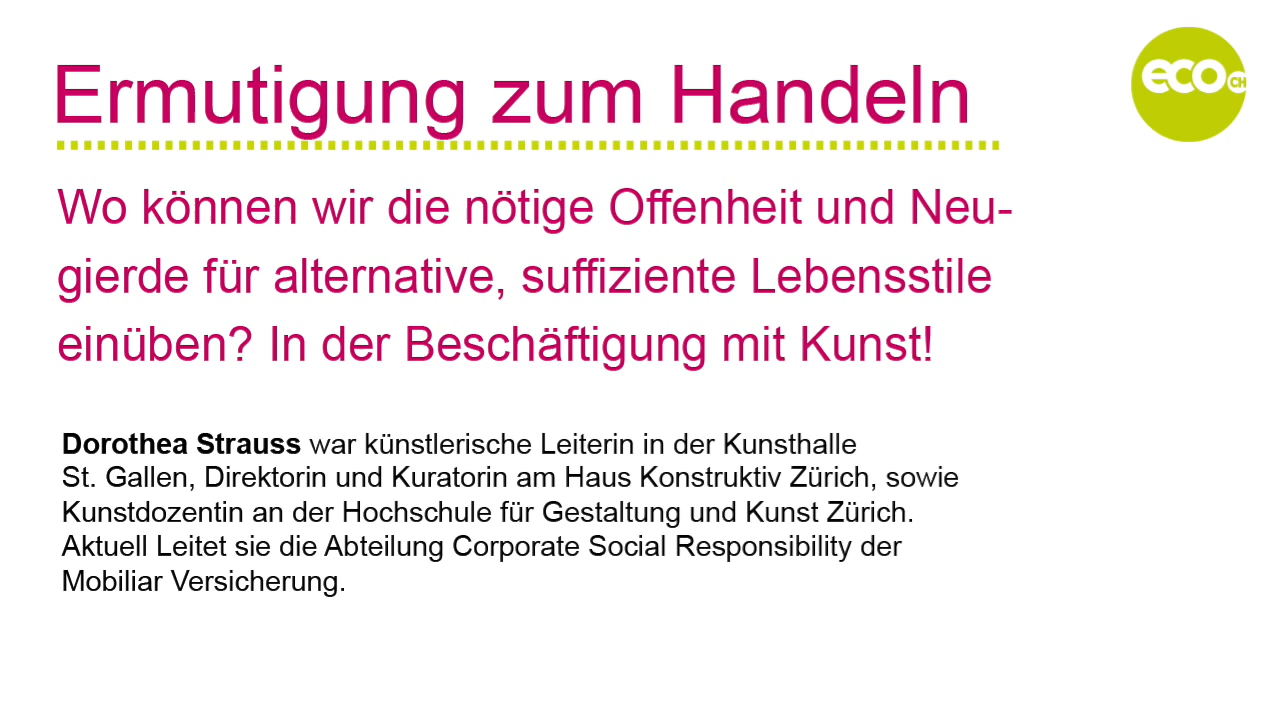 Ermutigung zum Handeln
eco CH
Wo können wir die nötige Offenheit und Neu-
gierde für alternative, suffiziente Lebensstile
einüben? In der Beschäftigung mit Kunst!
Dorothea Strauss war künstlerische Leiterin in der Kunsthalle
St. Gallen, Direktorin und Kuratorin am Haus Konstruktiv Zürich, sowie
Kunstdozentin an der Hochschule für Gestaltung und Kunst Zürich.
Aktuell Leitet sie die Abteilung Corporate Social Responsibility der
Mobiliar Versicherung.